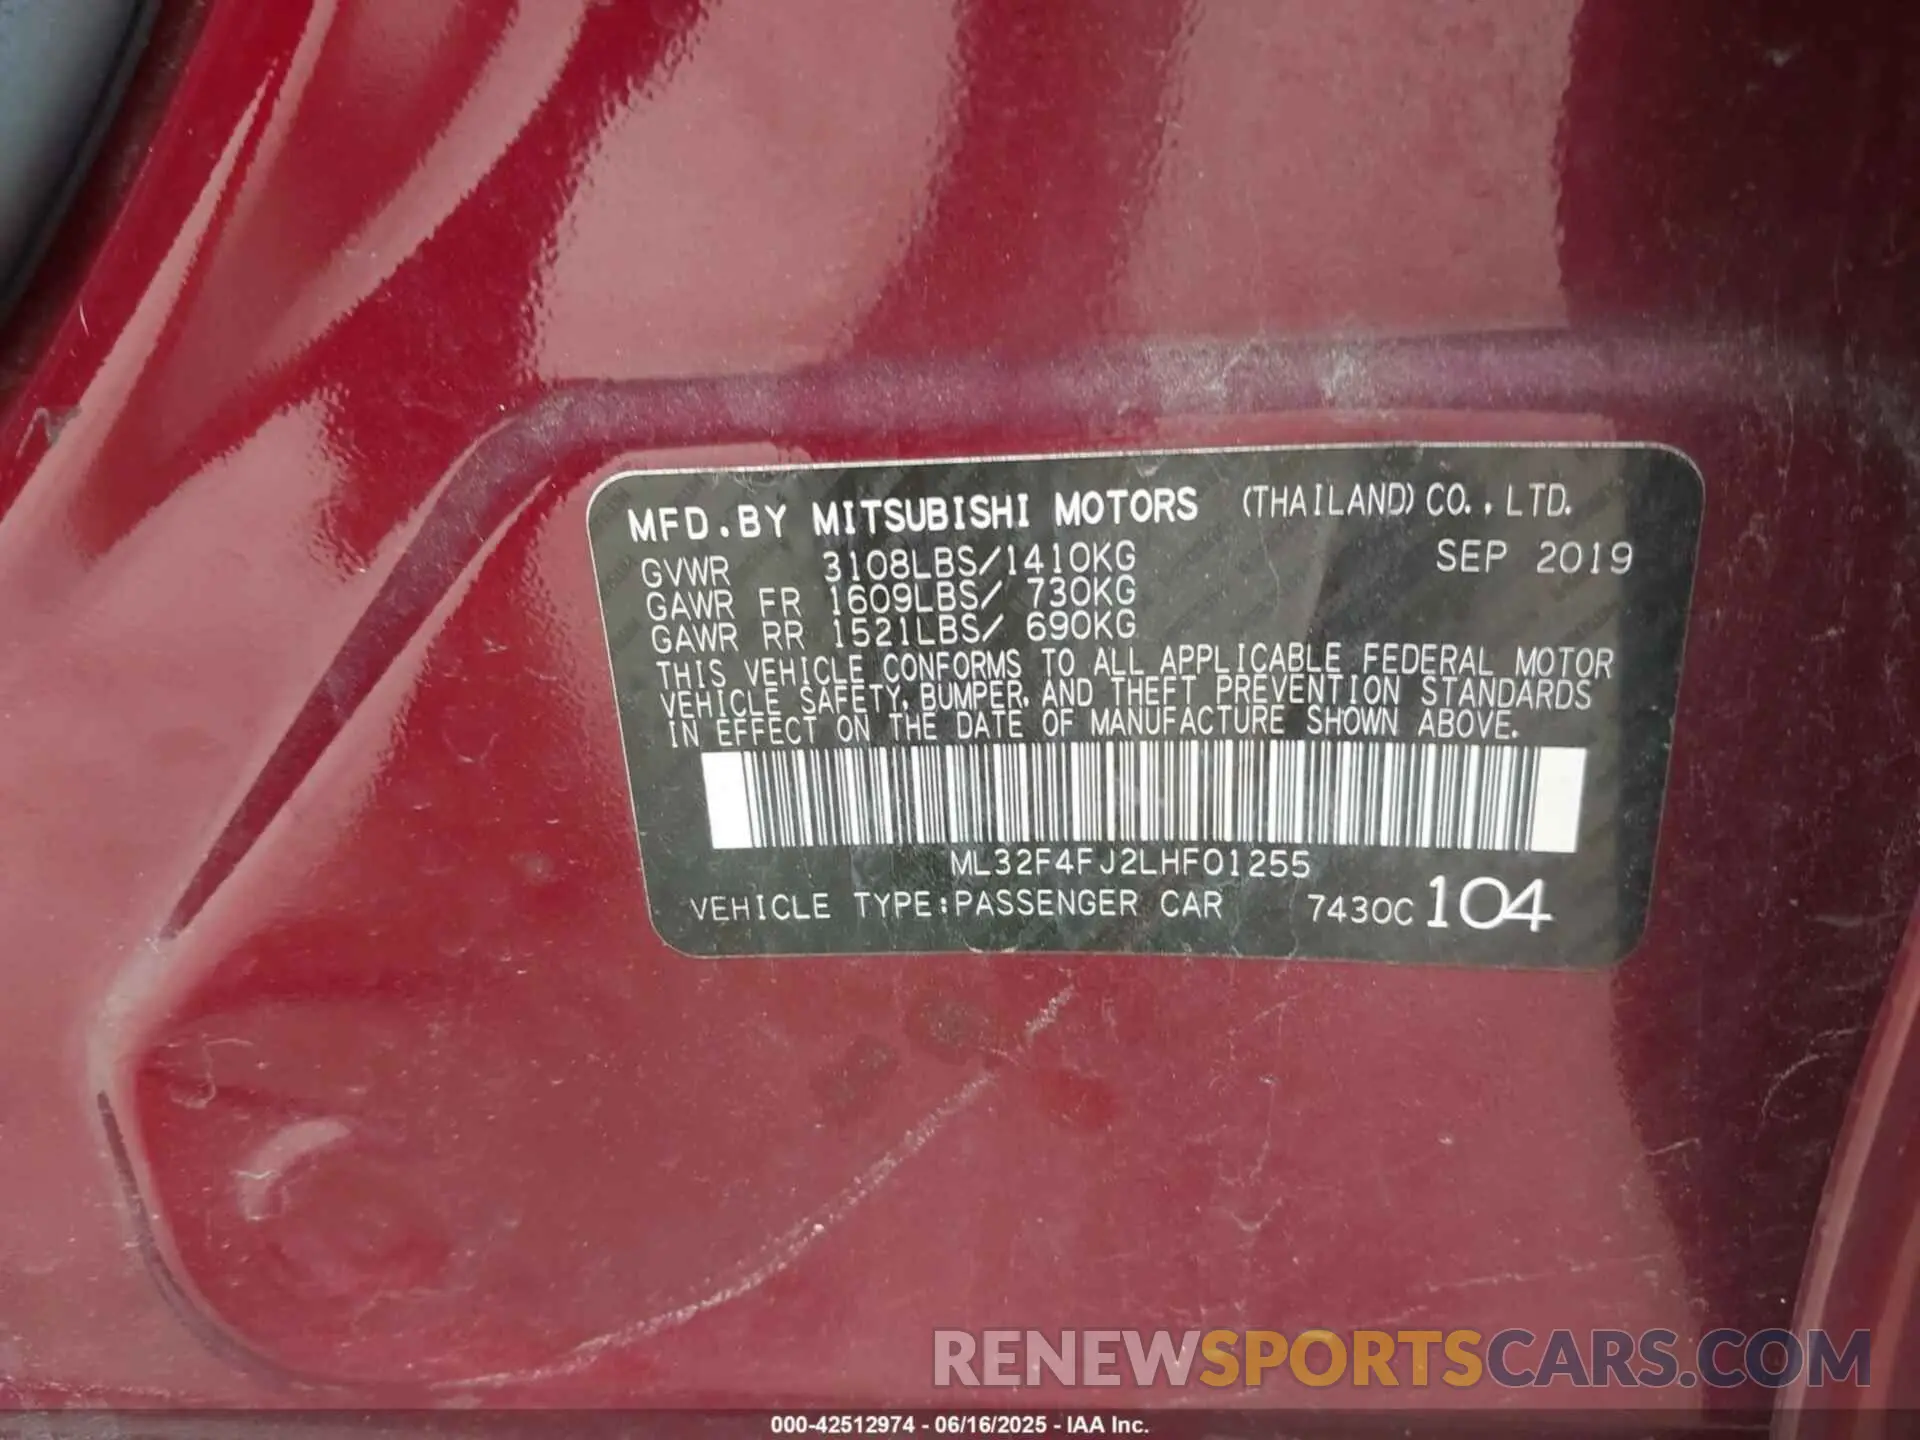 MFD.BY MITSUBISHI MOTORS (THAILAND) CO., LTD.
GVWR 3108LBS/1410KG SEP 2019
GAWR FR 1609LBS/ 730KG
GAWR RR 1521LBS/ 690KG
THIS VEHICLE CONFORMS TO ALL APPLICABLE FEDERAL MOTOR
VEHICLE SAFETY, BUMPER, AND THEFT PREVENTION STANDARDS
IN EFFECT ON THE DATE OF MANUFACTURE SHOWN ABOVE.
ML32F4FJ2LHF01255
VEHICLE TYPE:PASSENGER CAR 7430C 104
RENEWSPORTSCARS.COM
000-42512974 - 06/16/2025 - IAA Inc.